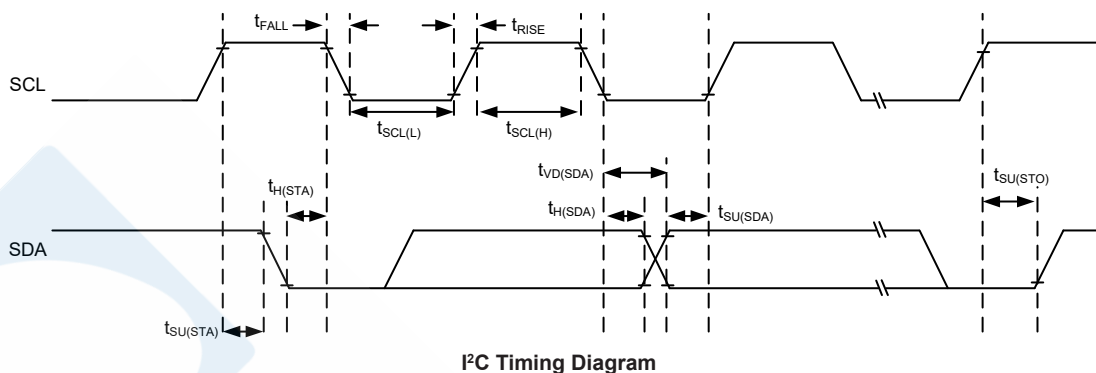 tFALL
tRISE
SCL
tSCL(L)
tSCL(H)
tVD(SDA)
tH(STA)
tSU(STO)
tH(SDA)
tSU(SDA)
SDA
tSU(STA)
I²C Timing Diagram